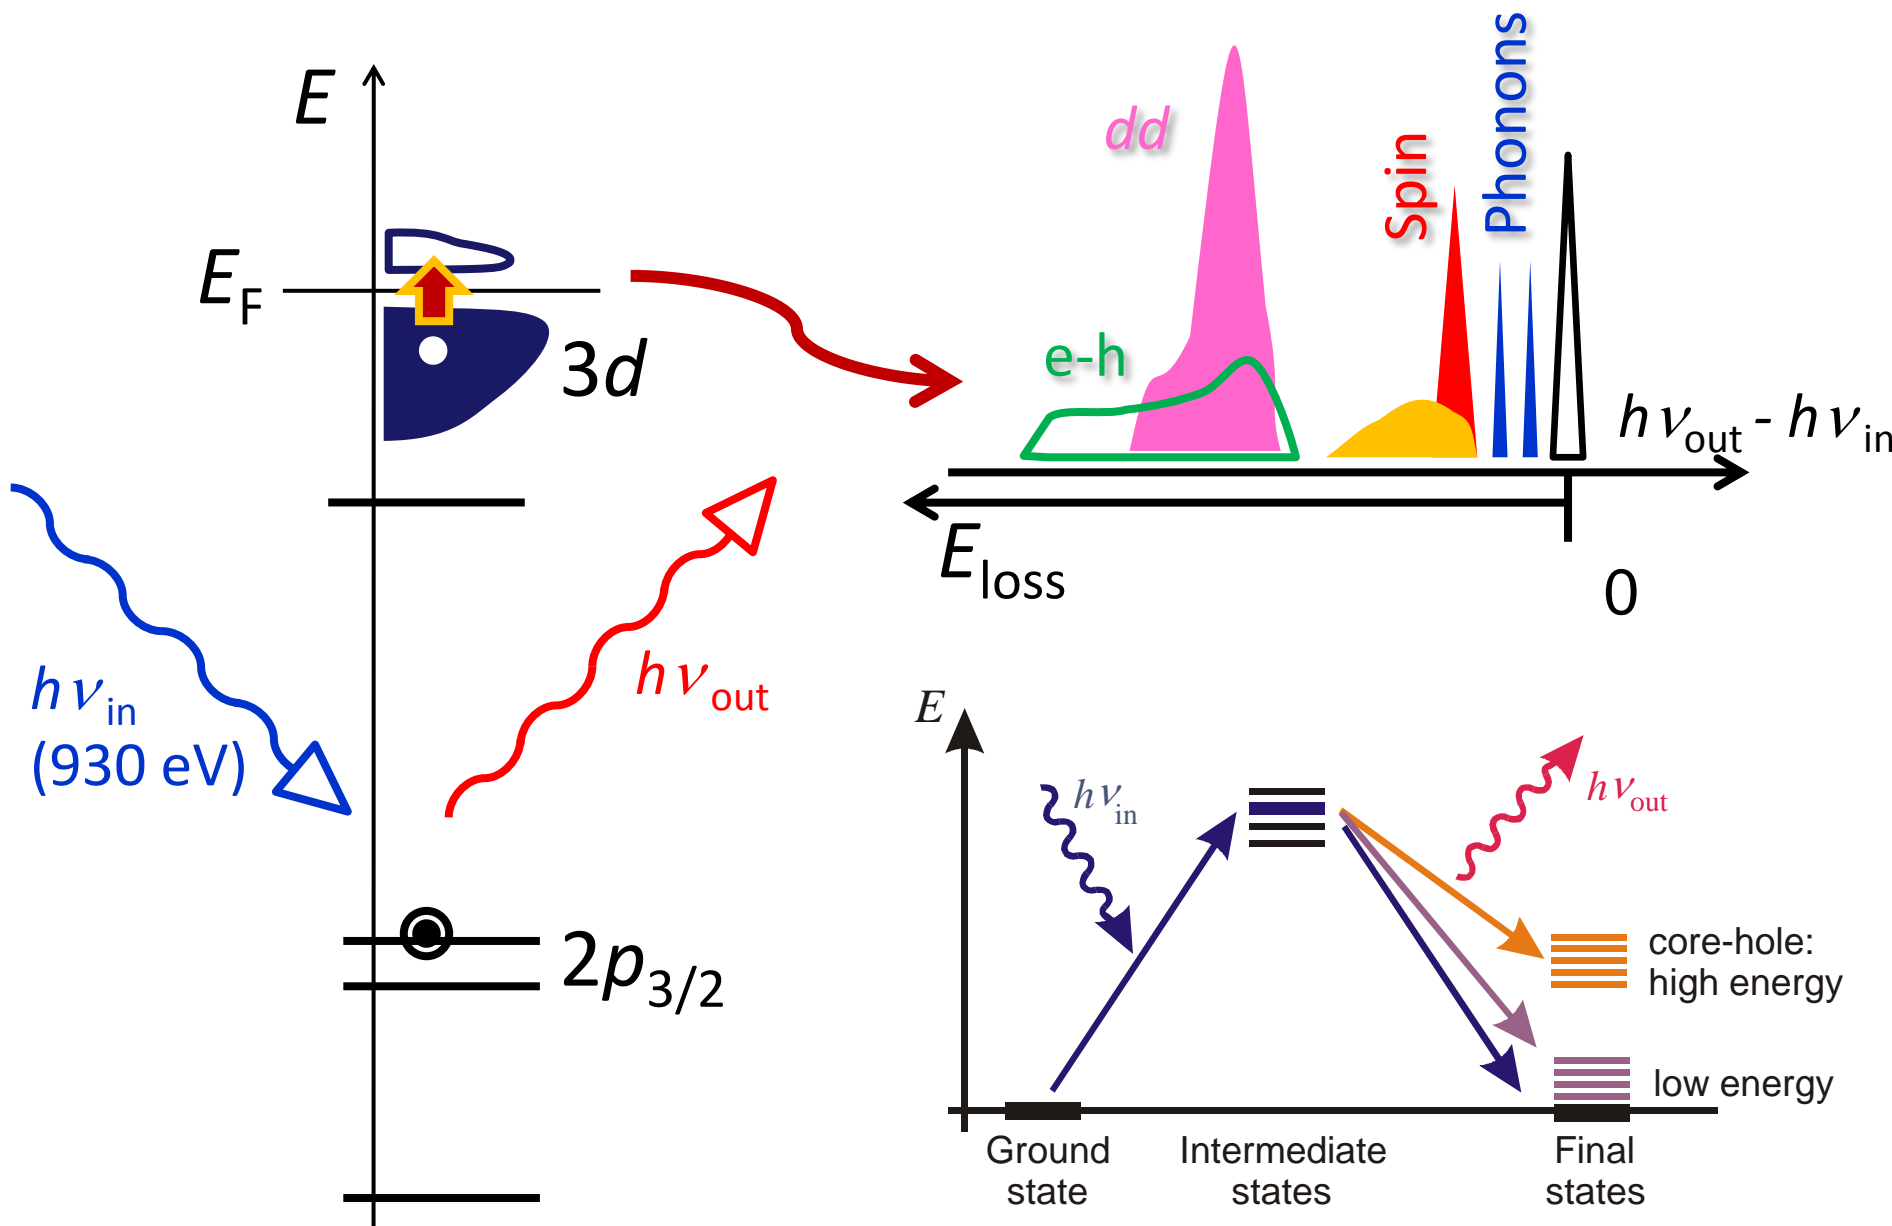 E
E_F
3d
hν_in
(930 eV)
hν_out
2p_3/2
dd
e-h
Spin
Phonons
hν_out - hν_in
E_loss
0
E
hν_in
hν_out
core-hole:
high energy
low energy
Ground
state
Intermediate
states
Final
states